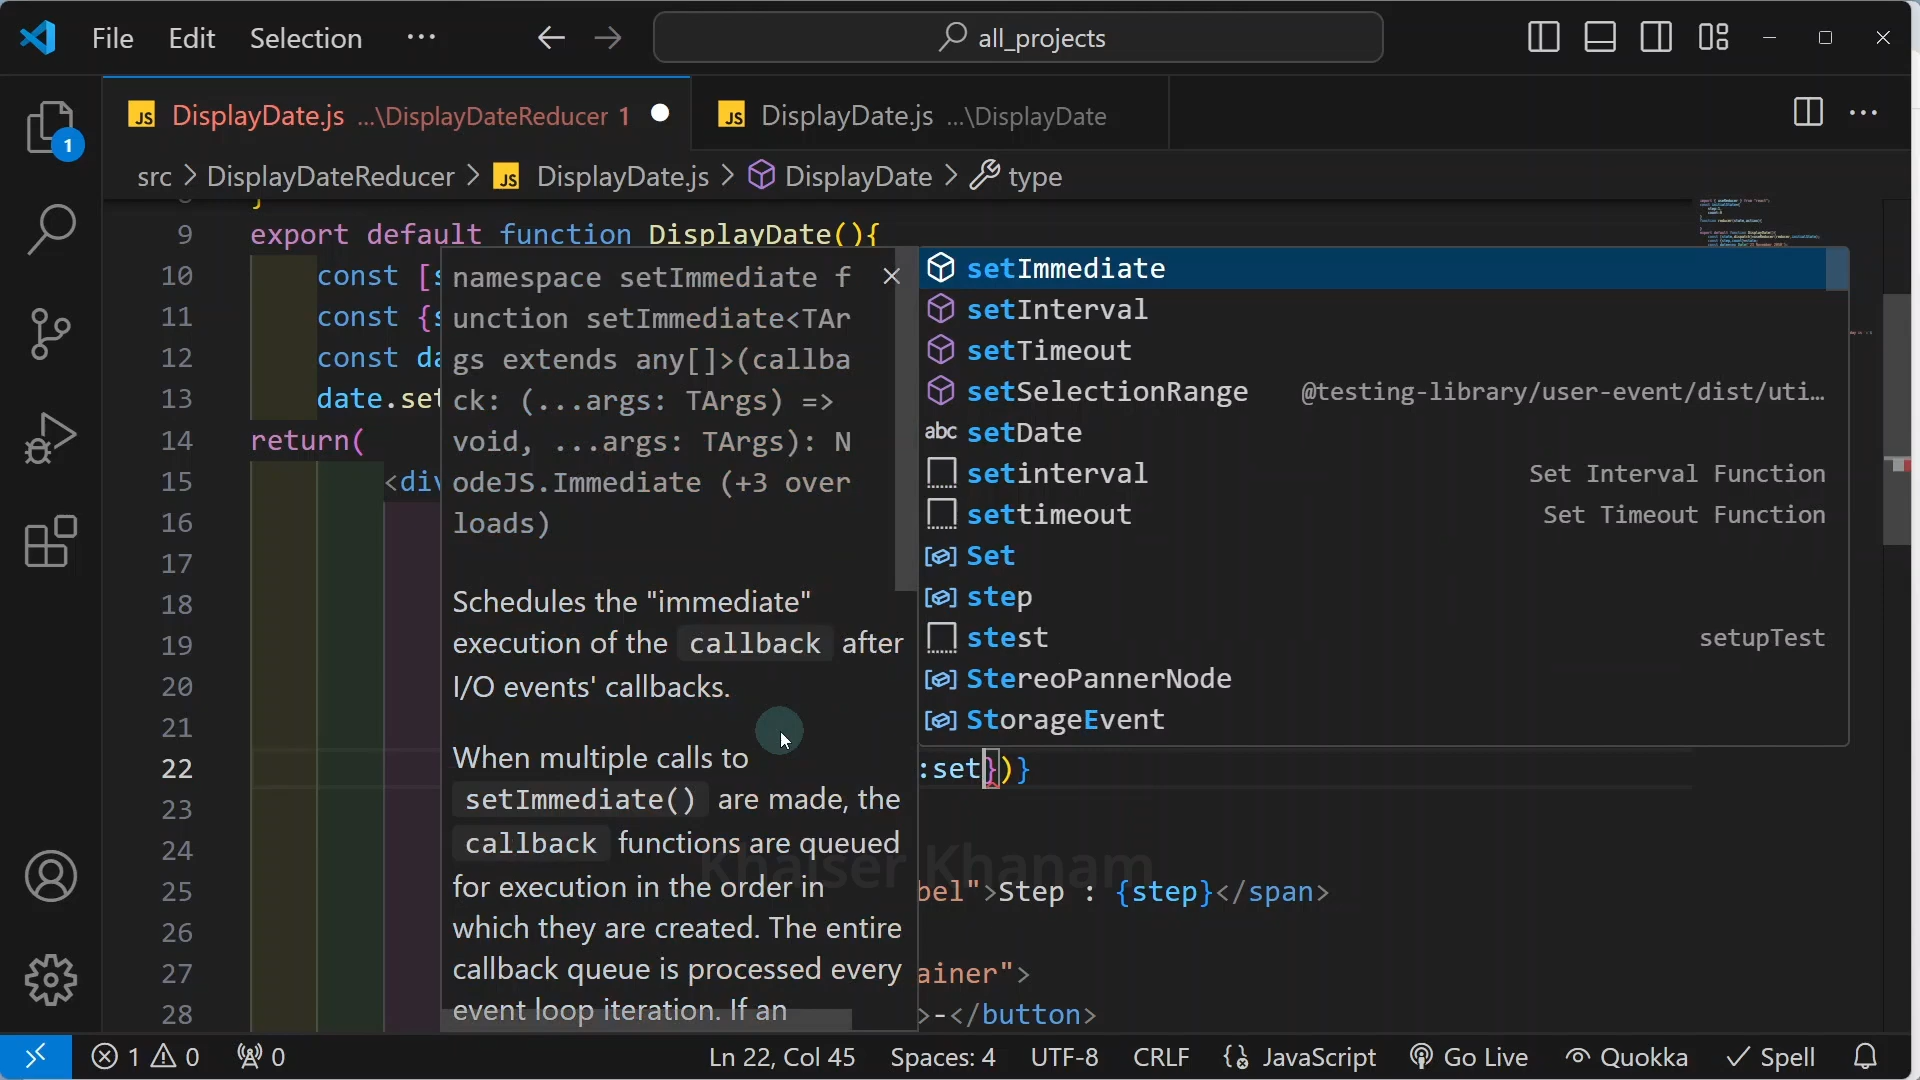 File Edit Selection ··· all_projects
DisplayDate.js ...\DisplayDateReducer 1 DisplayDate.js ...\DisplayDate
src > DisplayDateReducer > JS DisplayDate.js > DisplayDate > type
9 export default function DisplayDate(){
10 const [s
11 const {s
12 const da
13 date.set
14 return(
15 <div
16
17
18
19
20
21
22 :set})}
23
24
25 bel">Step : {step}</span>
26
27 ainer">
28 >-</button>
namespace setImmediate f
unction setImmediate<TAr
gs extends any[]>(callba
ck: (...args: TArgs) =>
void, ...args: TArgs): N
odeJS.Immediate (+3 over
loads)
Schedules the "immediate"
execution of the callback after
I/O events' callbacks.
When multiple calls to
setImmediate() are made, the
callback functions are queued
for execution in the order in
which they are created. The entire
callback queue is processed every
event loop iteration. If an
setImmediate
setInterval
setTimeout
setSelectionRange @testing-library/user-event/dist/uti…
abc setDate
setinterval Set Interval Function
settimeout Set Timeout Function
Set
step
stest setupTest
StereoPannerNode
StorageEvent
Khaiser Khanam
1 0 0 Ln 22, Col 45 Spaces: 4 UTF-8 CRLF JavaScript Go Live Quokka Spell